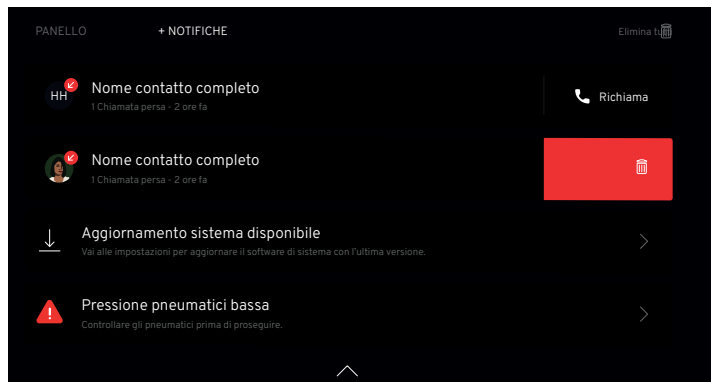 PANELLO + NOTIFICHE Elimina
HH Nome contatto completo
1 Chiamata persa - 2 ore fa
Richiama
Nome contatto completo
1 Chiamata persa - 2 ore fa
Aggiornamento sistema disponibile
Vai alle impostazioni per aggiornare il software di sistema con l'ultima versione.
Pressione pneumatici bassa
Controllare gli pneumatici prima di proseguire.